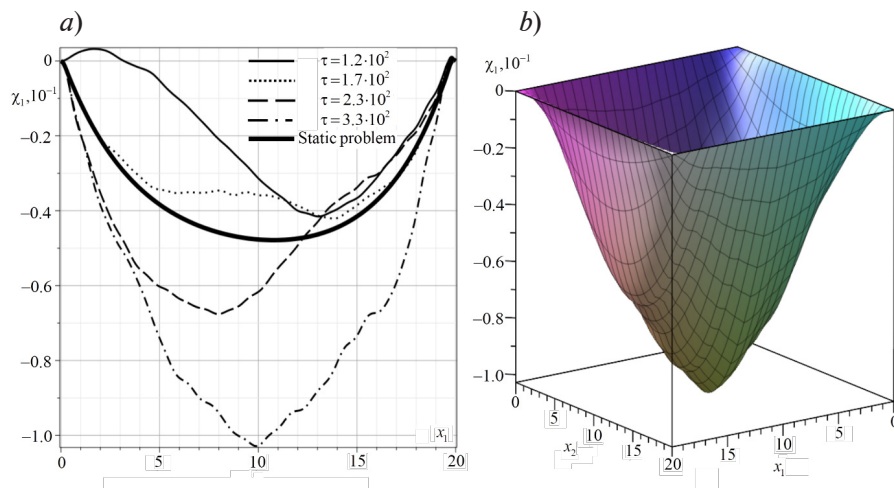 a)
χ₁,10⁻¹
0
−0.2
−0.4
−0.6
−0.8
−1.0
τ=1.2·10²
τ=1.7·10²
τ=2.3·10²
τ=3.3·10²
Static problem
x₁
0 5 10 15 20
b)
χ₁,10⁻¹
0
−0.2
−0.4
−0.6
−0.8
−1.0
0 5 10 15 20
x₂
15 10 5 0
x₁